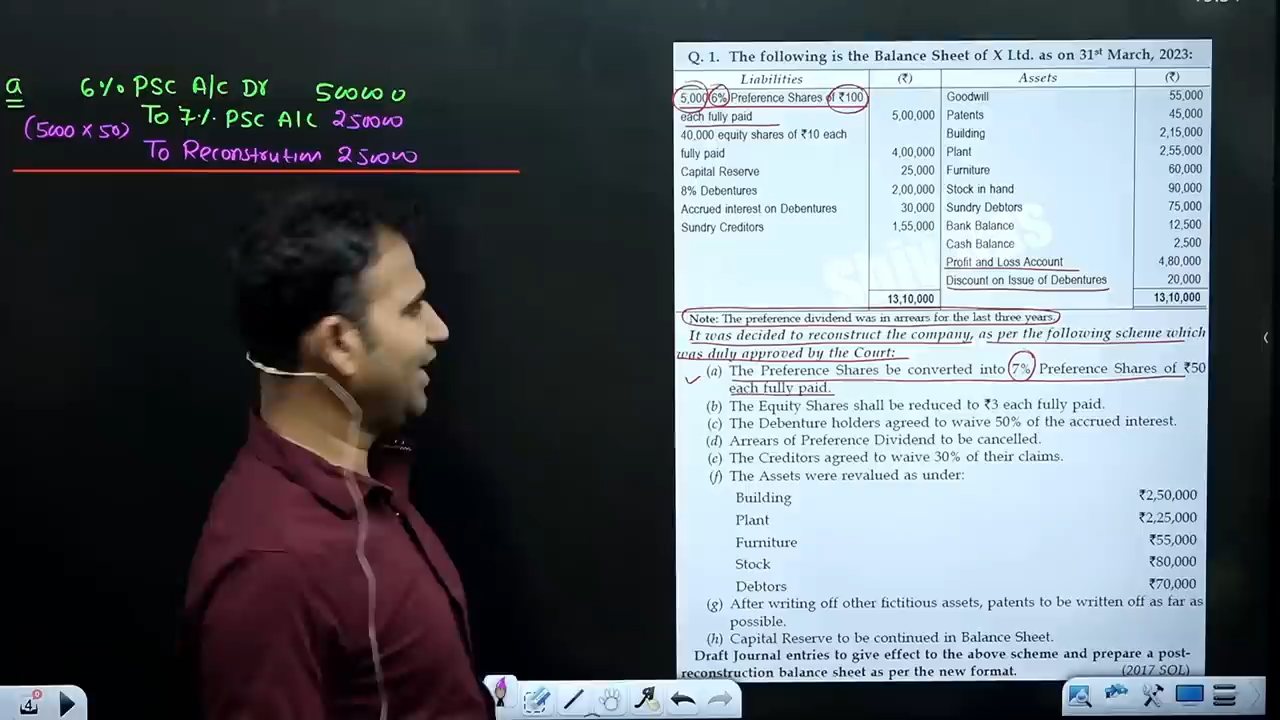 a 6% PSC A/c Dr 500000
To 7% PSC A/c 250000
(5000 x 50)
To Reconstrution 250000
Q. 1. The following is the Balance Sheet of X Ltd. as on 31st March, 2023:
Liabilities (₹) Assets (₹)
5,000 6% Preference Shares of ₹100 Goodwill 55,000
each fully paid 5,00,000 Patents 45,000
40,000 equity shares of ₹10 each Building 2,15,000
fully paid 4,00,000 Plant 2,55,000
Capital Reserve 25,000 Furniture 60,000
8% Debentures 2,00,000 Stock in hand 90,000
Accrued interest on Debentures 30,000 Sundry Debtors 75,000
Sundry Creditors 1,55,000 Bank Balance 12,500
Cash Balance 2,500
Profit and Loss Account 4,80,000
Discount on Issue of Debentures 20,000
13,10,000 13,10,000
Note: The preference dividend was in arrears for the last three years.
It was decided to reconstruct the company, as per the following scheme which
was duly approved by the Court:
(a) The Preference Shares be converted into 7% Preference Shares of ₹50
each fully paid.
(b) The Equity Shares shall be reduced to ₹3 each fully paid.
(c) The Debenture holders agreed to waive 50% of the accrued interest.
(d) Arrears of Preference Dividend to be cancelled.
(e) The Creditors agreed to waive 30% of their claims.
(f) The Assets were revalued as under:
Building ₹2,50,000
Plant ₹2,25,000
Furniture ₹55,000
Stock ₹80,000
Debtors ₹70,000
(g) After writing off other fictitious assets, patents to be written off as far as
possible.
(h) Capital Reserve to be continued in Balance Sheet.
Draft Journal entries to give effect to the above scheme and prepare a post-
reconstruction balance sheet as per the new format. (2017 SOL)
4